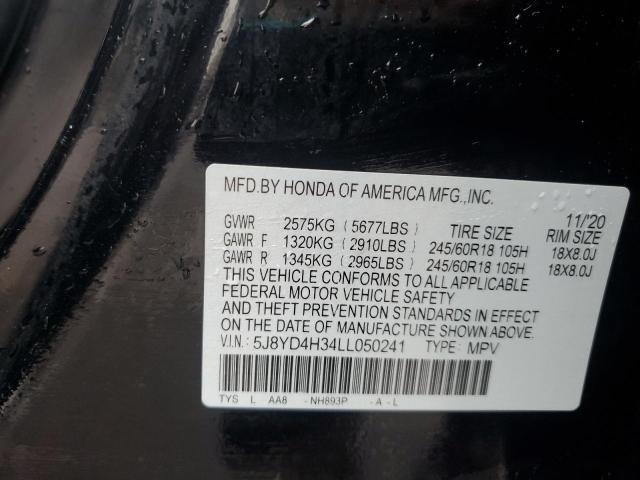 MFD.BY HONDA OF AMERICA MFG.,INC.
11/20
GVWR 2575KG (5677LBS) TIRE SIZE RIM SIZE
GAWR F 1320KG (2910LBS) 245/60R18 105H 18X8.0J
GAWR R 1345KG (2965LBS) 245/60R18 105H 18X8.0J
THIS VEHICLE CONFORMS TO ALL APPLICABLE
FEDERAL MOTOR VEHICLE SAFETY
AND THEFT PREVENTION STANDARDS IN EFFECT
ON THE DATE OF MANUFACTURE SHOWN ABOVE.
V.I.N.: 5J8YD4H34LL050241 TYPE: MPV
TYS L AA8 -NH893P -A-L